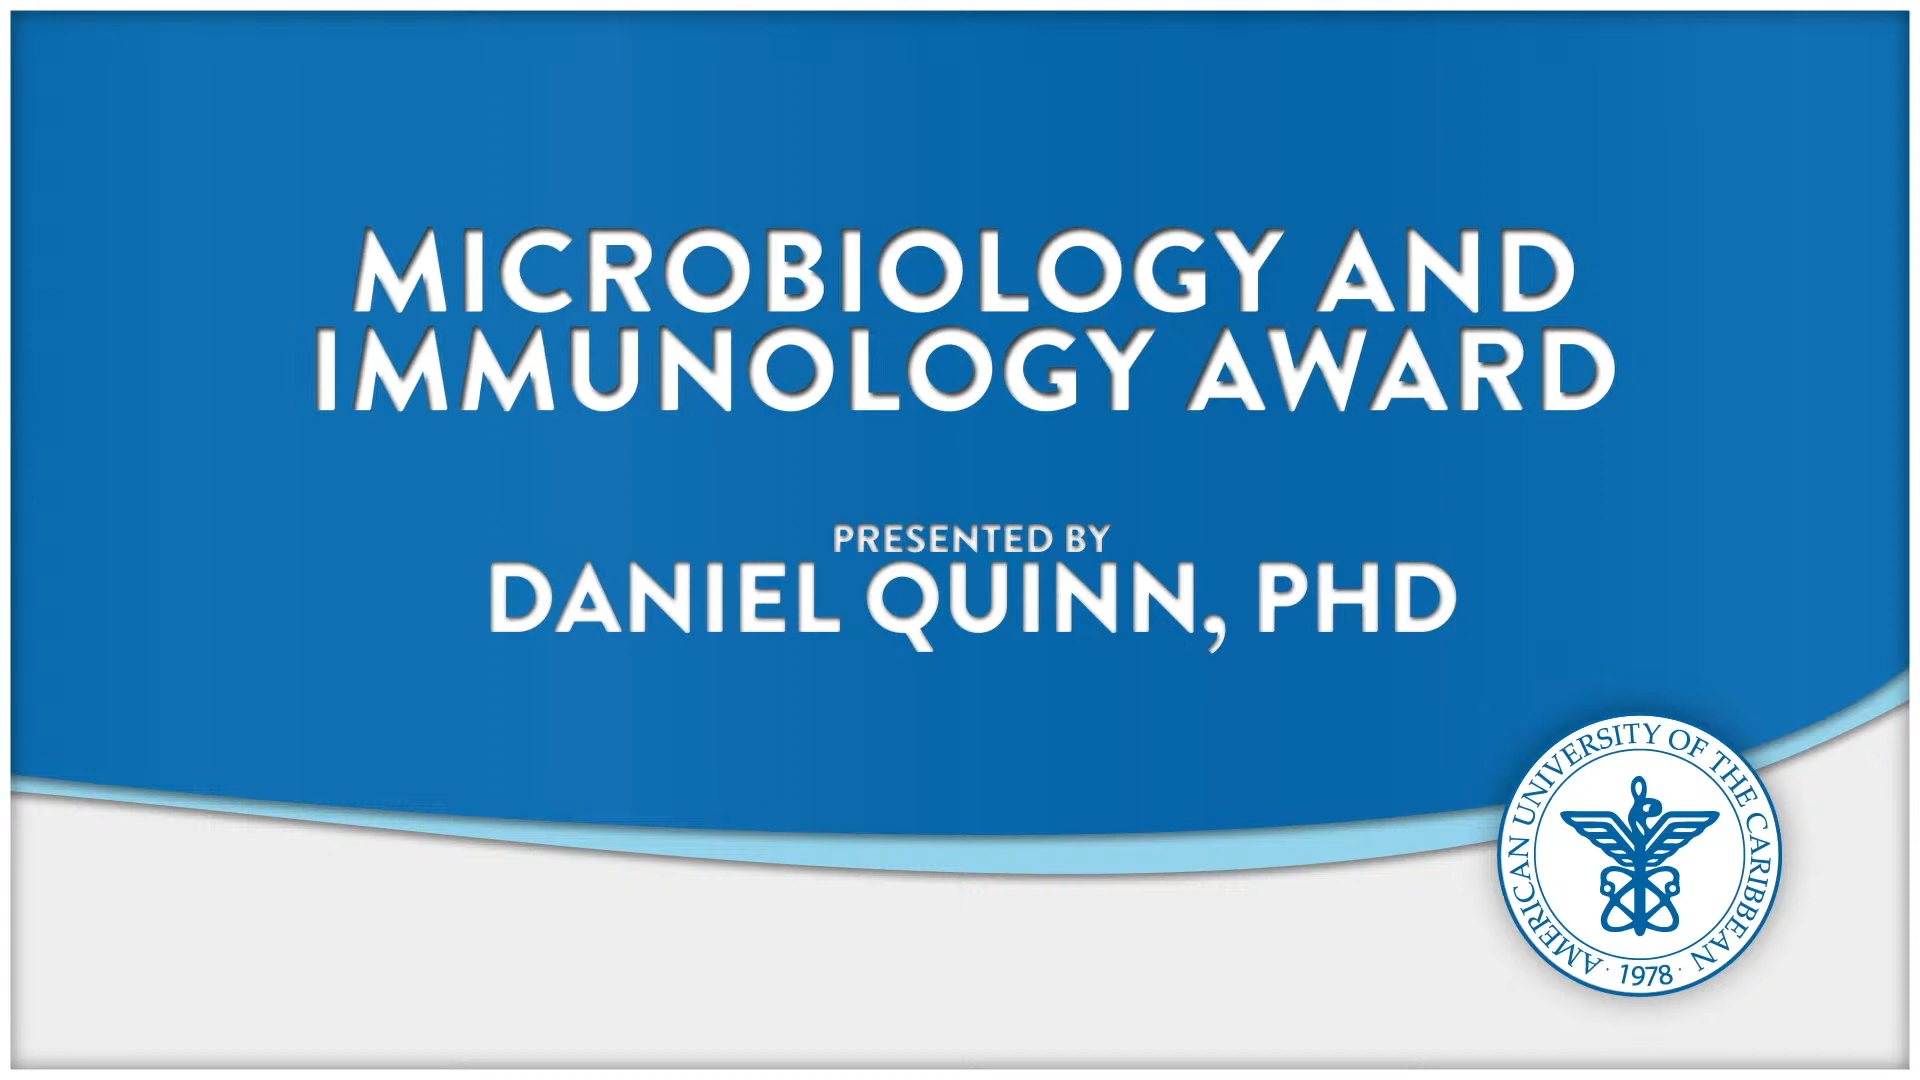 MICROBIOLOGY AND
IMMUNOLOGY AWARD
PRESENTED BY
DANIEL QUINN, PHD
AMERICAN UNIVERSITY OF THE CARIBBEAN
· 1978 ·